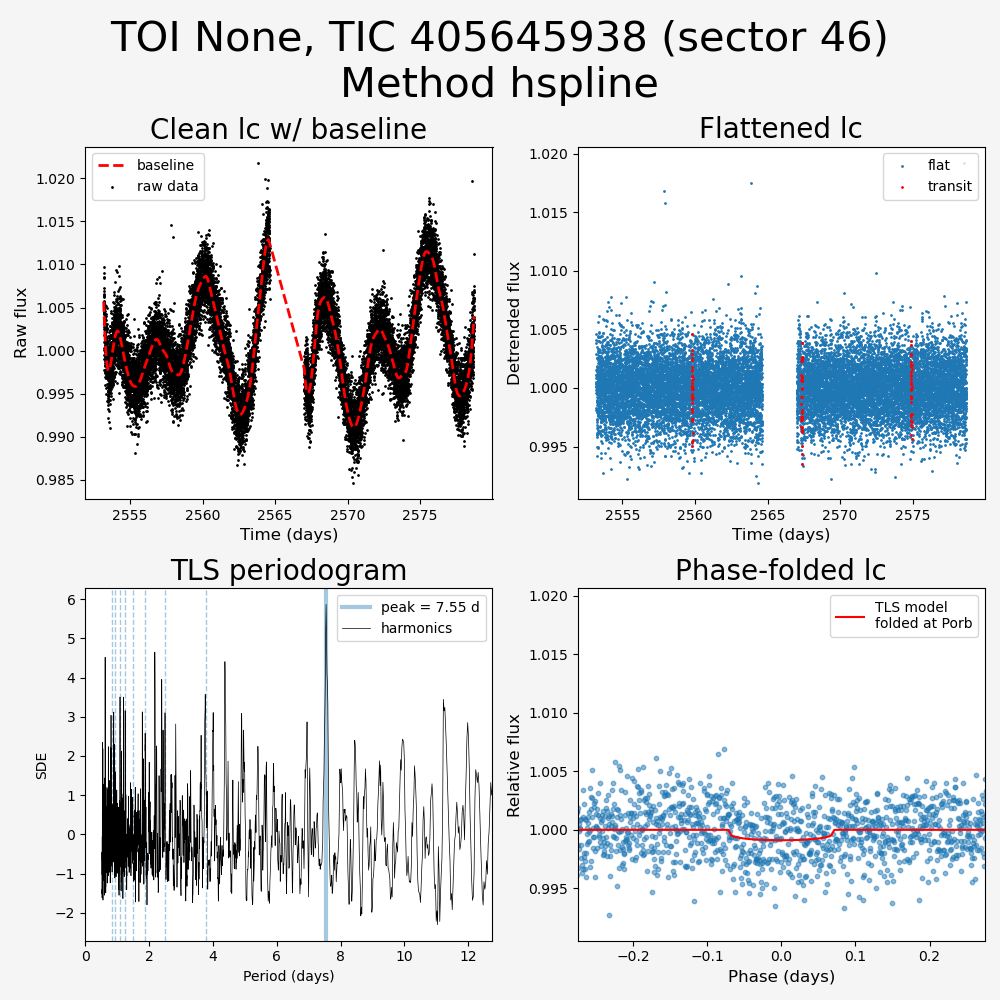 TOI None, TIC 405645938 (sector 46)
Method hspline
Clean lc w/ baseline
baseline
raw data
Raw flux
1.020
1.015
1.010
1.005
1.000
0.995
0.990
0.985
2555
2560
2565
2570
2575
Time (days)
Flattened lc
flat
transit
Detrended flux
1.020
1.015
1.010
1.005
1.000
0.995
2555
2560
2565
2570
2575
Time (days)
TLS periodogram
peak = 7.55 d
harmonics
SDE
6
5
4
3
2
1
0
−1
−2
0
2
4
6
8
10
12
Period (days)
Phase-folded lc
TLS model
folded at Porb
Relative flux
1.020
1.015
1.010
1.005
1.000
0.995
−0.2
−0.1
0.0
0.1
0.2
Phase (days)